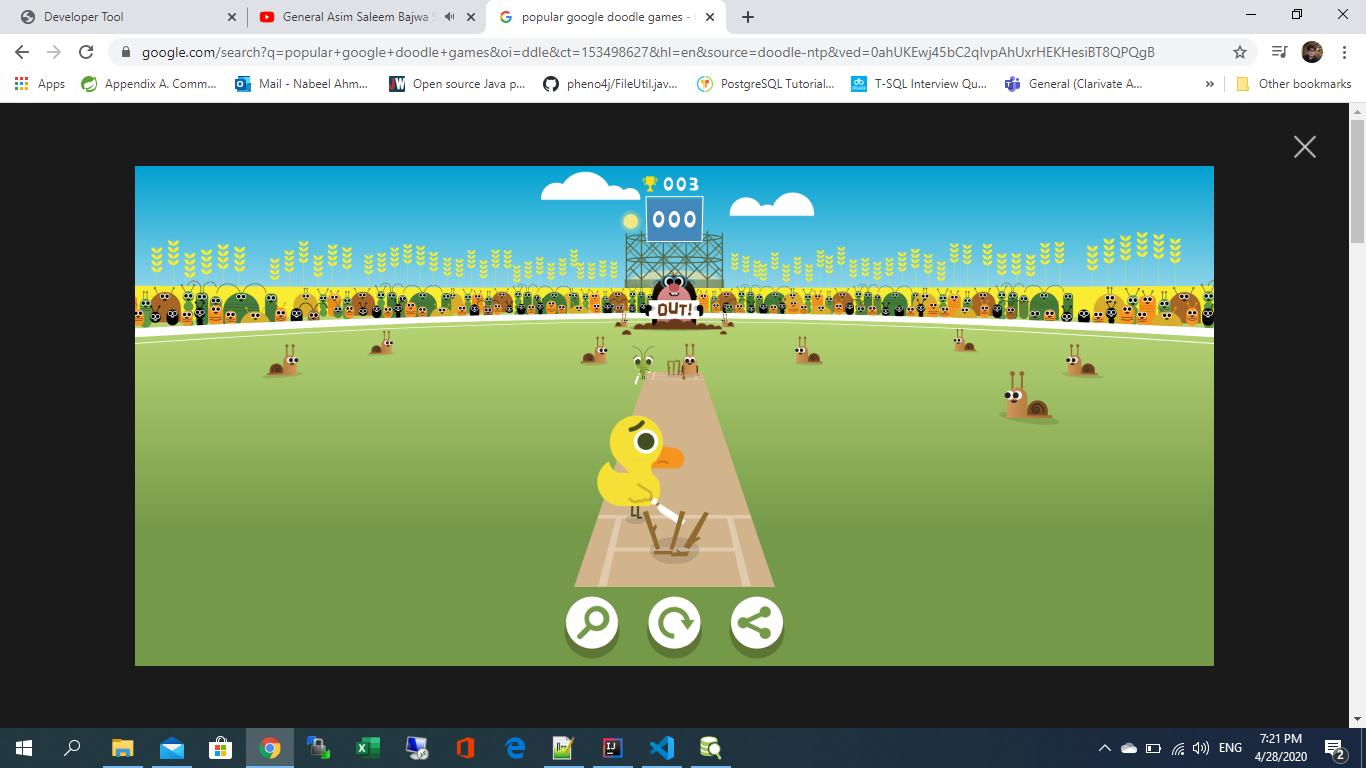 Developer Tool
General Asim Saleem Bajwa S
popular google doodle games - G
google.com/search?q=popular+google+doodle+games&oi=ddle&ct=153498627&hl=en&source=doodle-ntp&ved=0ahUKEwj45bC2qIvpAhUxrHEKHesiBT8QPQgB
Apps
Appendix A. Comm...
Mail - Nabeel Ahm...
Open source Java p...
pheno4j/FileUtil.jav...
PostgreSQL Tutorial...
T-SQL Interview Qu...
General (Clarivate A...
Other bookmarks
003
000
OUT!
ENG
7:21 PM
4/28/2020
2